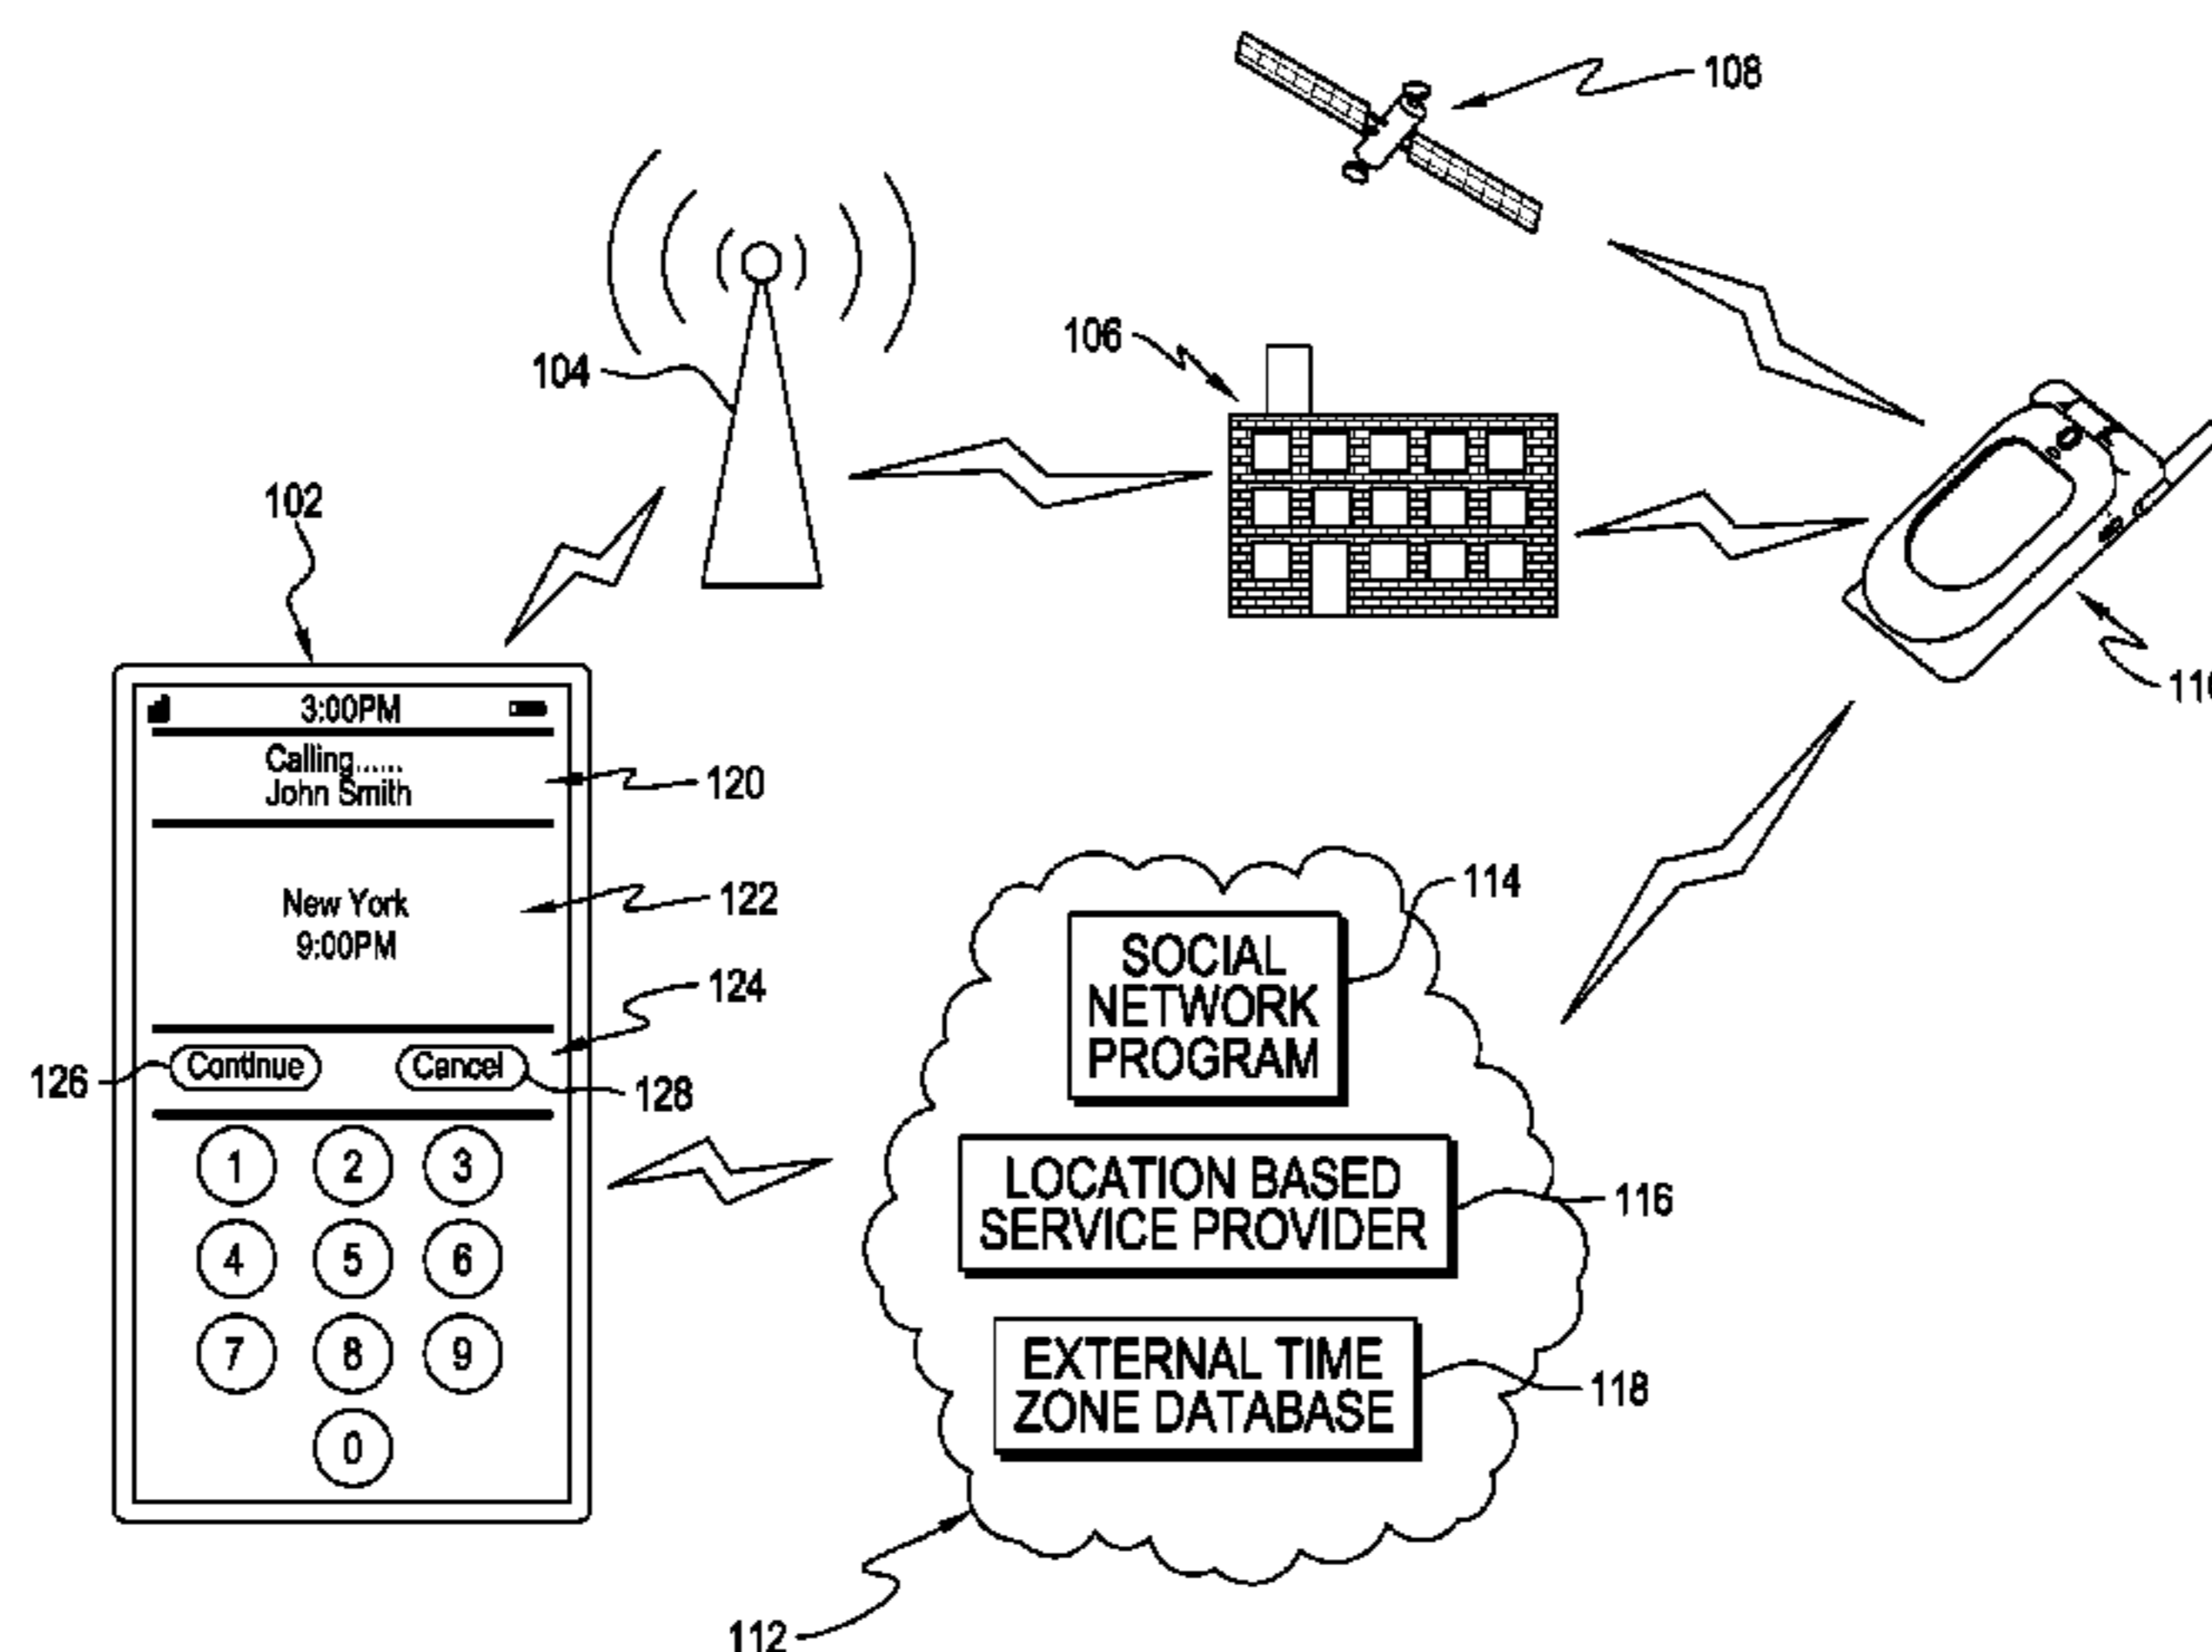 108
106
104
102
110
3:00PM
Calling......
John Smith
120
New York
9:00PM
122
124
Continue
Cancel
126
128
1 2 3
4 5 6
7 8 9
0
114
SOCIAL
NETWORK
PROGRAM
LOCATION BASED
SERVICE PROVIDER
116
EXTERNAL TIME
ZONE DATABASE
118
112